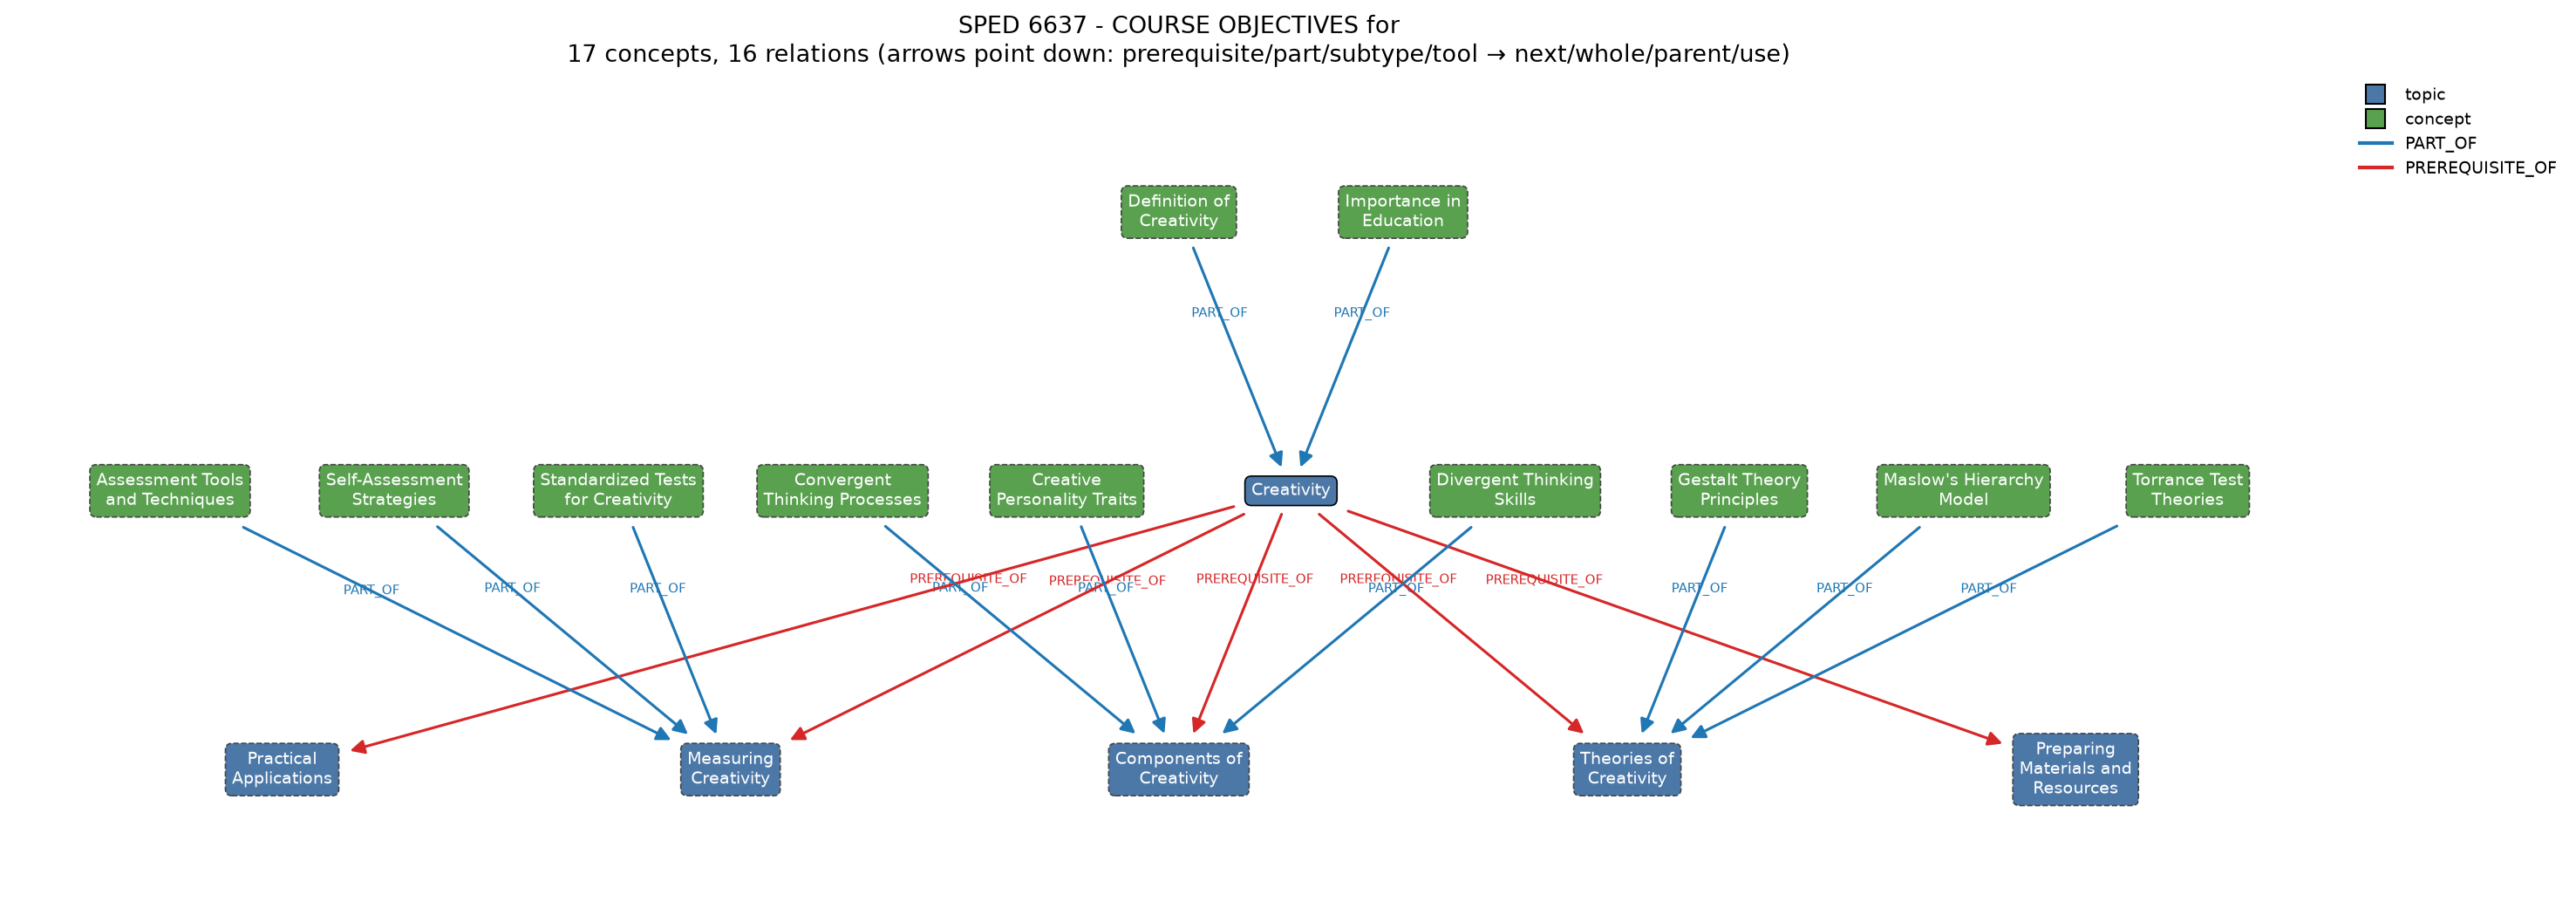 SPED 6637 - COURSE OBJECTIVES for
17 concepts, 16 relations (arrows point down: prerequisite/part/subtype/tool → next/whole/parent/use)
topic
concept
PART_OF
PREREQUISITE_OF
Definition of
Creativity
Importance in
Education
PART_OF
PART_OF
Assessment Tools
and Techniques
Self-Assessment
Strategies
Standardized Tests
for Creativity
Convergent
Thinking Processes
Creative
Personality Traits
Creativity
Divergent Thinking
Skills
Gestalt Theory
Principles
Maslow's Hierarchy
Model
Torrance Test
Theories
PREREQUISITE_OF
PREREQUISITE_OF
PREREQUISITE_OF
PREREQUISITE_OF
PREREQUISITE_OF
PART_OF
PART_OF
PART_OF
PART_OF
PART_OF
PART_OF
PART_OF
PART_OF
PART_OF
Practical
Applications
Measuring
Creativity
Components of
Creativity
Theories of
Creativity
Preparing
Materials and
Resources